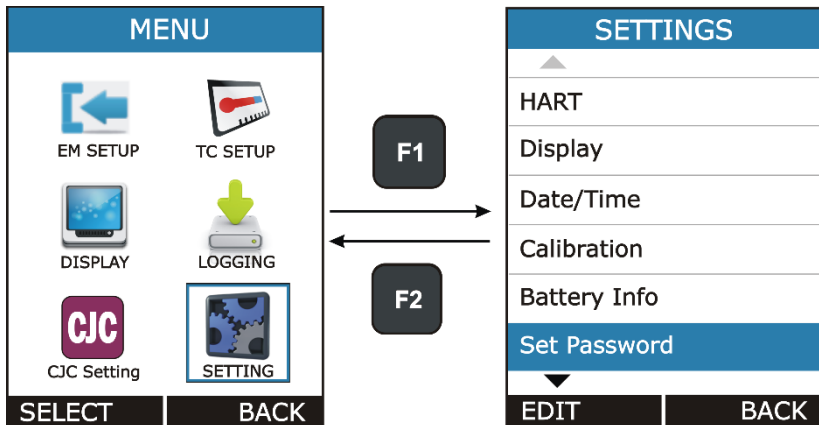 MENU
EM SETUP
TC SETUP
DISPLAY
LOGGING
CJC
CJC Setting
SETTING
SELECT
BACK
F1
F2
SETTINGS
HART
Display
Date/Time
Calibration
Battery Info
Set Password
EDIT
BACK